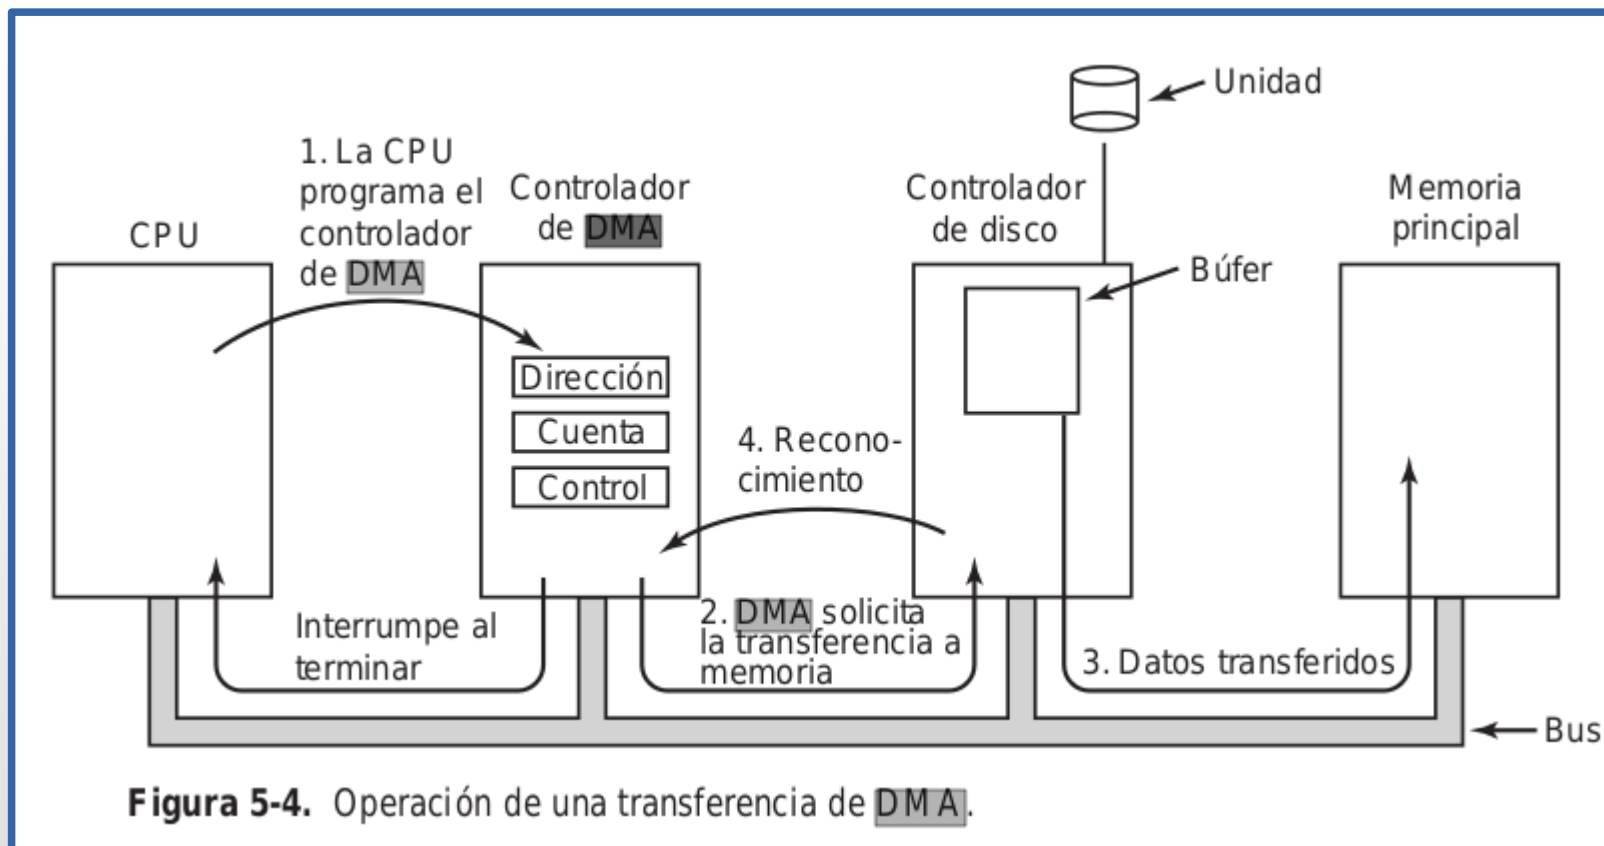 Unidad
1. La CPU
programa el
controlador
de DMA
CPU
Controlador
de DMA
Controlador
de disco
Memoria
principal
Búfer
Dirección
Cuenta
Control
4. Recono-
cimiento
Interrumpe al
terminar
2. DMA solicita
la transferencia a
memoria
3. Datos transferidos
Bus
Figura 5-4. Operación de una transferencia de DMA.